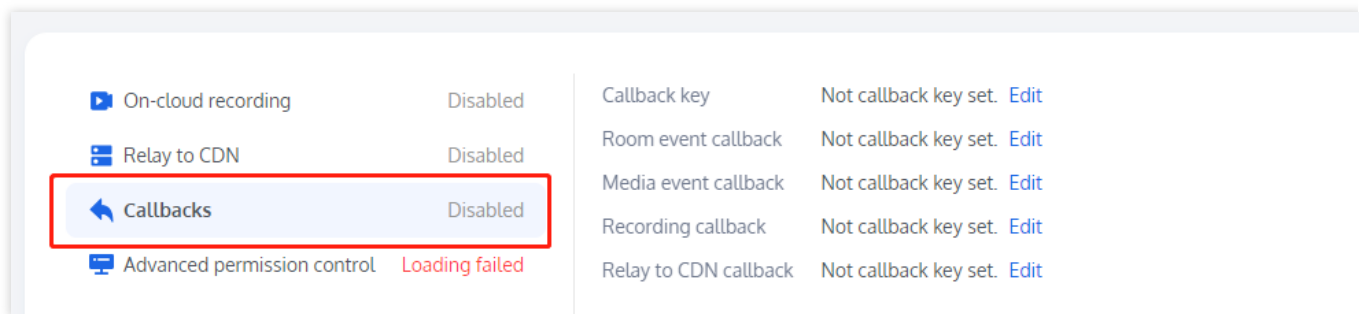 On-cloud recording Disabled
Relay to CDN Disabled
Callbacks Disabled
Advanced permission control Loading failed
Callback key Not callback key set. Edit
Room event callback Not callback key set. Edit
Media event callback Not callback key set. Edit
Recording callback Not callback key set. Edit
Relay to CDN callback Not callback key set. Edit